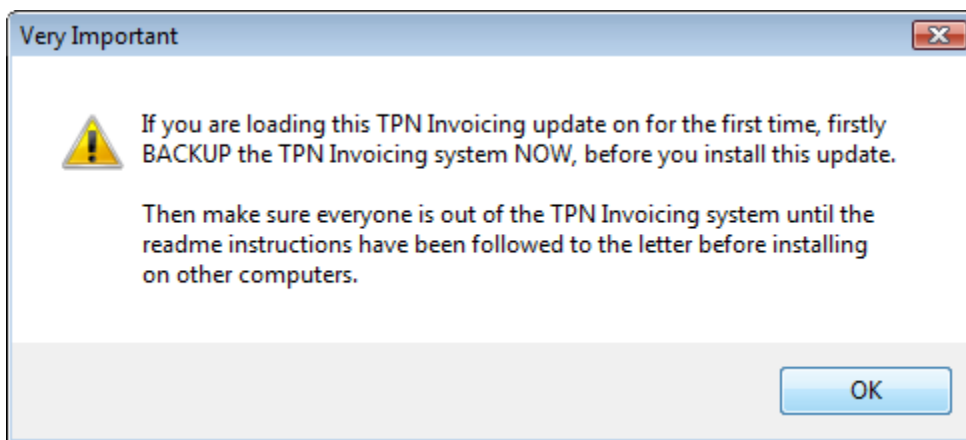 Very Important
If you are loading this TPN Invoicing update on for the first time, firstly
BACKUP the TPN Invoicing system NOW, before you install this update.
Then make sure everyone is out of the TPN Invoicing system until the
readme instructions have been followed to the letter before installing
on other computers.
OK